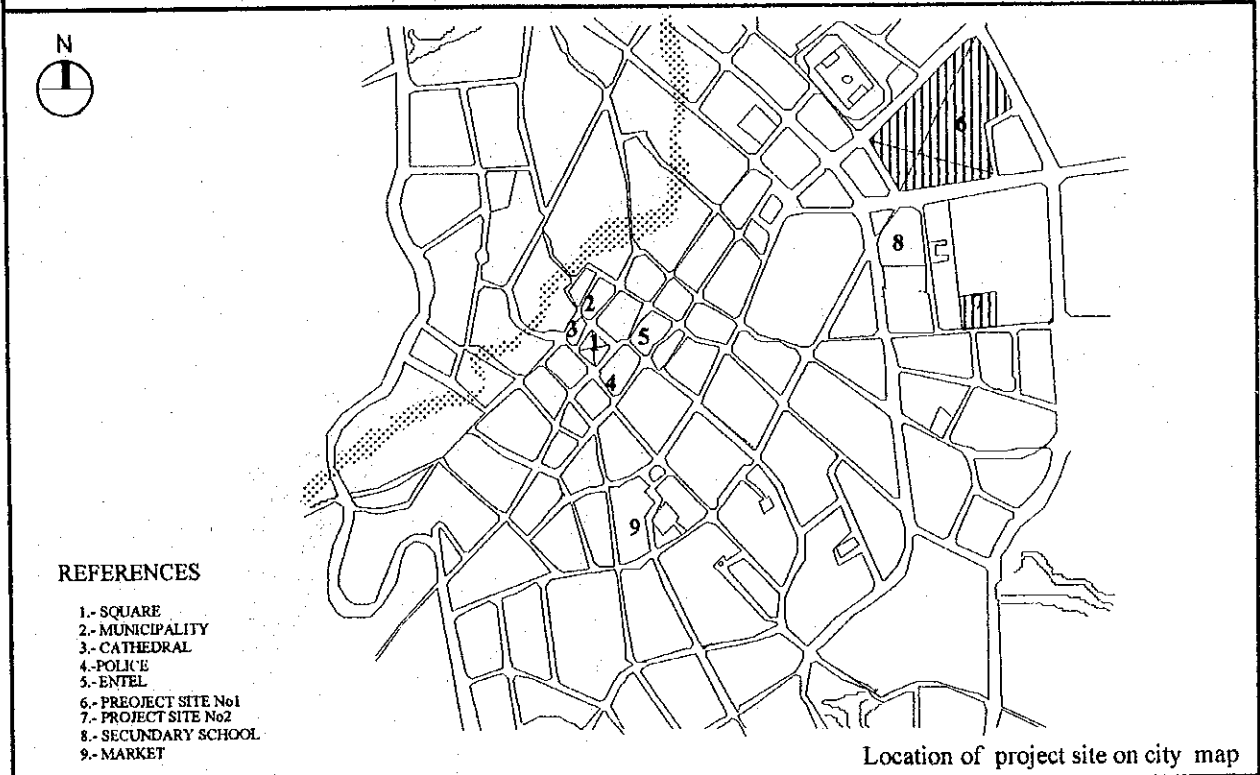 N
6
8
2
7
3
1
5
4
9
REFERENCES
1.- SQUARE
2.- MUNICIPALITY
3.- CATHEDRAL
4.-POLICE
5.- ENTEL
6.- PREOJECT SITE No1
7.- PROJECT SITE No2
8.- SECUNDARY SCHOOL
9.- MARKET
Location of project site on city map